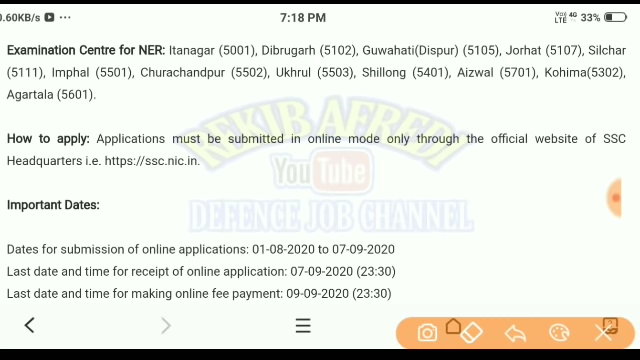 0.60KB/s ... 7:18 PM Vo) LTE 4G 33%
Examination Centre for NER: Itanagar (5001), Dibrugarh (5102), Guwahati(Dispur) (5105), Jorhat (5107), Silchar
(5111), Imphal (5501), Churachandpur (5502), Ukhrul (5503), Shillong (5401), Aizwal (5701), Kohima(5302),
Agartala (5601).
REKIB AFREDI
How to apply: Applications must be submitted in online mode only through the official website of SSC
Headquarters i.e. https://ssc.nic.in.
YouTube
Important Dates:
DEFENCE JOB CHANNEL
Dates for submission of online applications: 01-08-2020 to 07-09-2020
Last date and time for receipt of online application: 07-09-2020 (23:30)
Last date and time for making online fee payment: 09-09-2020 (23:30)